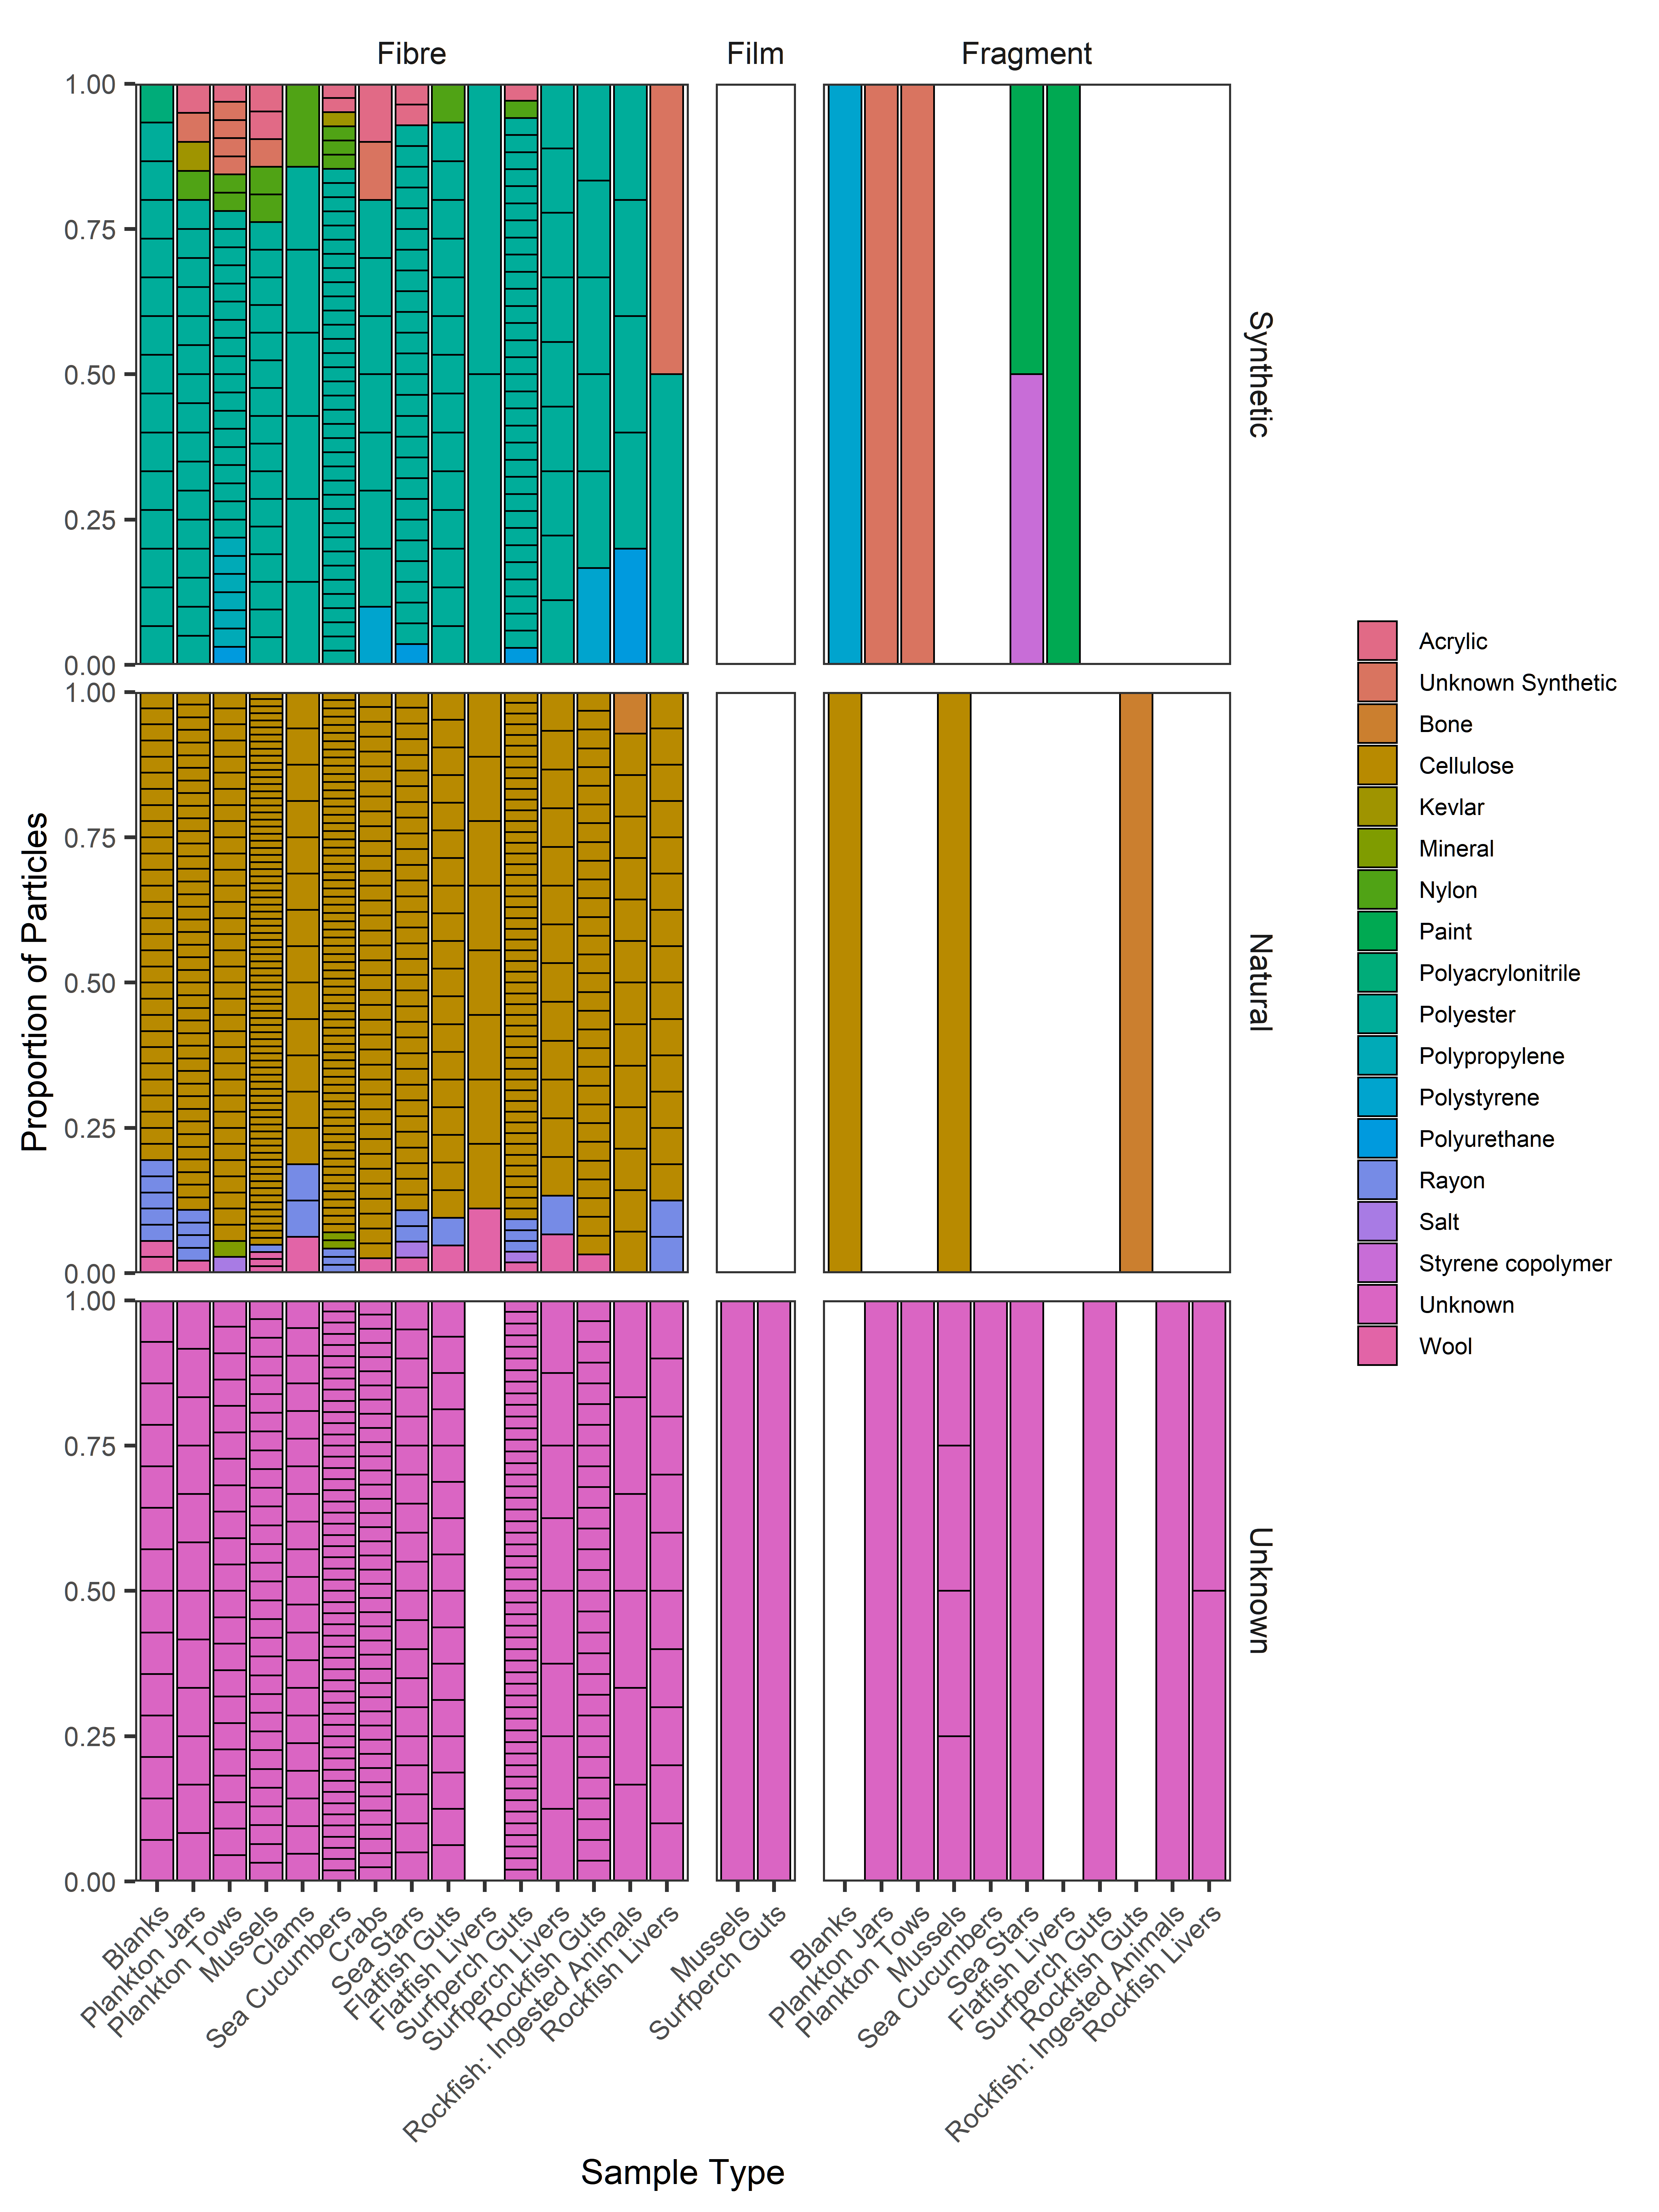 Fibre Film Fragment
1.00
0.75
0.50
0.25
0.00
Synthetic
1.00
0.75
0.50
0.25
0.00
Natural
1.00
0.75
0.50
0.25
0.00
Unknown
Proportion of Particles
Blanks
Plankton Jars
Plankton Tows
Mussels
Clams
Sea Cucumbers
Crabs
Sea Stars
Flatfish Guts
Flatfish Livers
Surfperch Guts
Surfperch Livers
Rockfish Guts
Rockfish: Ingested Animals
Rockfish Livers
Mussels
Surfperch Guts
Blanks
Plankton Jars
Plankton Tows
Mussels
Sea Cucumbers
Sea Stars
Flatfish Livers
Surfperch Guts
Rockfish Guts
Rockfish: Ingested Animals
Rockfish Livers
Sample Type
Acrylic
Unknown Synthetic
Bone
Cellulose
Kevlar
Mineral
Nylon
Paint
Polyacrylonitrile
Polyester
Polypropylene
Polystyrene
Polyurethane
Rayon
Salt
Styrene copolymer
Unknown
Wool